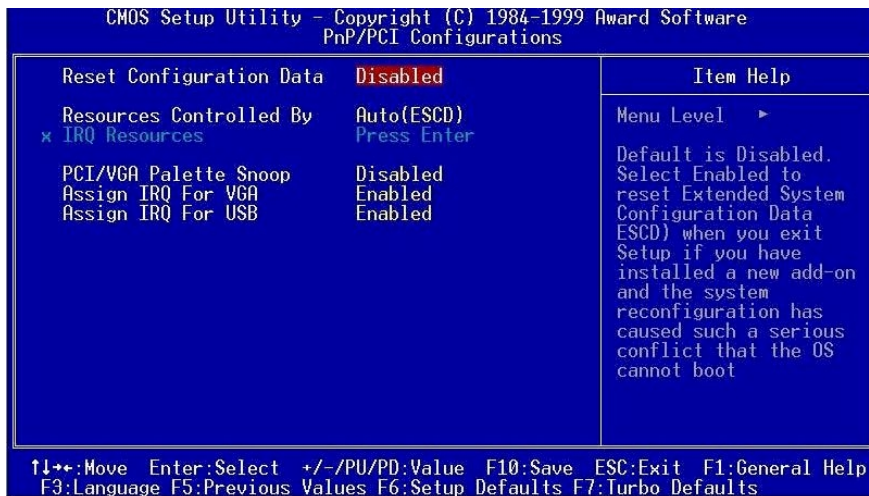 CMOS Setup Utility - Copyright (C) 1984-1999 Award Software
PnP/PCI Configurations
Reset Configuration Data Disabled
Resources Controlled By Auto(ESCD)
x IRQ Resources Press Enter
PCI/VGA Palette Snoop Disabled
Assign IRQ For VGA Enabled
Assign IRQ For USB Enabled
Item Help
Menu Level ►
Default is Disabled.
Select Enabled to
reset Extended System
Configuration Data
ESCD) when you exit
Setup if you have
installed a new add-on
and the system
reconfiguration has
caused such a serious
conflict that the OS
cannot boot
↑↓→←:Move Enter:Select +/-/PU/PD:Value F10:Save ESC:Exit F1:General Help
F3:Language F5:Previous Values F6:Setup Defaults F7:Turbo Defaults